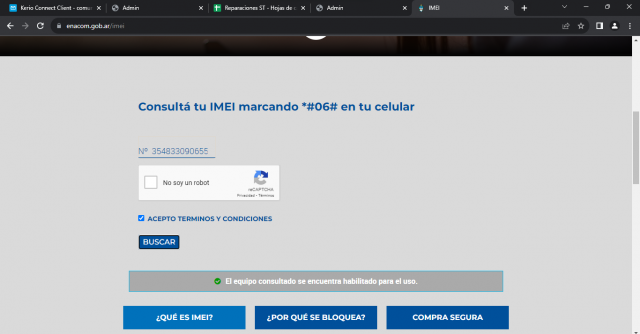 Kerio Connect Client - comu
Admin
Reparaciones ST - Hojas de
Admin
IMEI
enacom.gob.ar/imei
Consultá tu IMEI marcando *#06# en tu celular
Nº 354833090655
No soy un robot
reCAPTCHA
Privacidad - Términos
ACEPTO TERMINOS Y CONDICIONES
BUSCAR
El equipo consultado se encuentra habilitado para el uso.
¿QUÉ ES IMEI?
¿POR QUÉ SE BLOQUEA?
COMPRA SEGURA